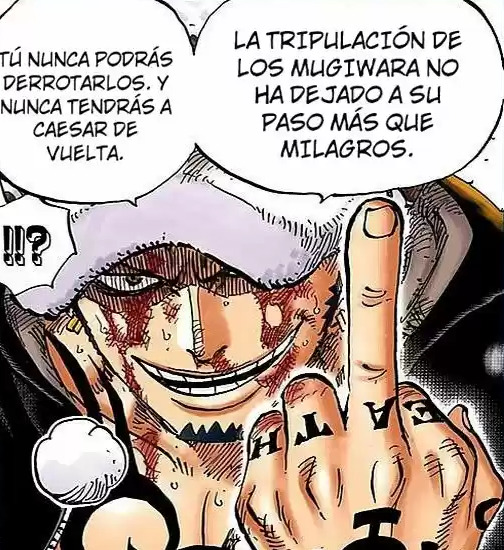 LA TRIPULACIÓN DE
LOS MUGIWARA NO
HA DEJADO A SU
PASO MÁS QUE
MILAGROS.
TÚ NUNCA PODRÁS
DERROTARLOS. Y
NUNCA TENDRÁS A
CAESAR DE
VUELTA.
!!?
EATH